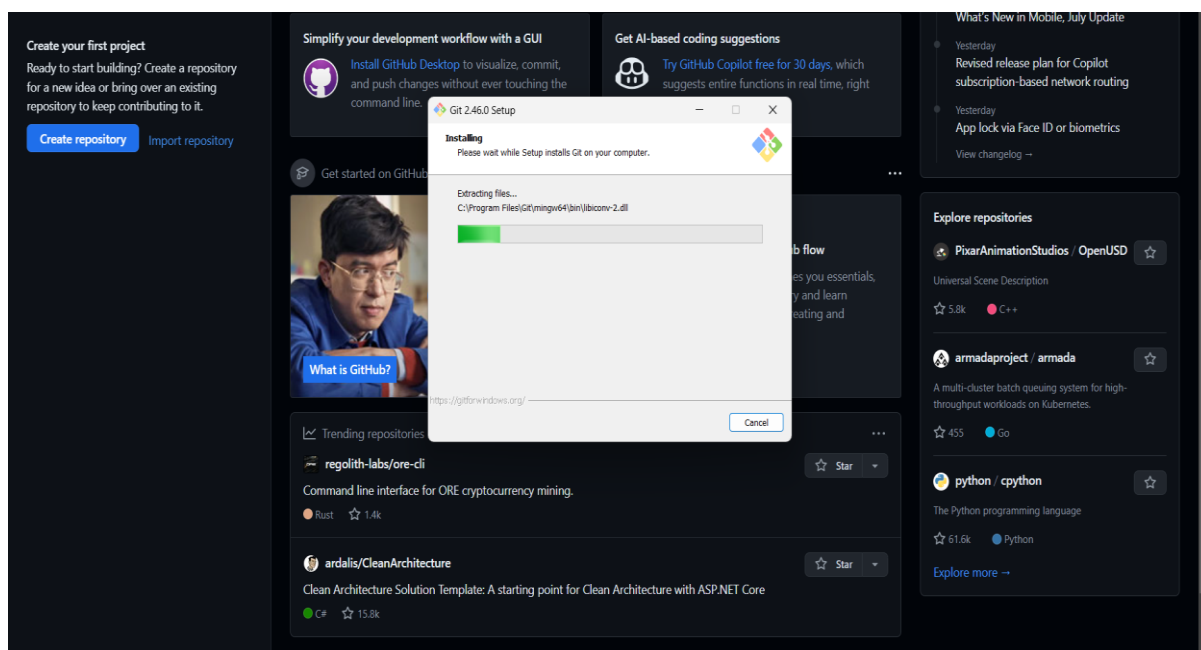 Create your first project
Ready to start building? Create a repository
for a new idea or bring over an existing
repository to keep contributing to it.
Create repository
Import repository
Simplify your development workflow with a GUI
Install GitHub Desktop to visualize, commit,
and push changes without ever touching the
command line.
Get AI-based coding suggestions
Try GitHub Copilot free for 30 days, which
suggests entire functions in real time, right
Get started on GitHub
What is GitHub?
flow
es you essentials,
and learn
eating and
Git 2.46.0 Setup
Installing
Please wait while Setup installs Git on your computer.
Extracting files...
C:\Program Files\Git\mingw64\bin\libiconv-2.dll
https://gitforwindows.org/
Cancel
Trending repositories
regolith-labs/ore-cli
Star
Command line interface for ORE cryptocurrency mining.
Rust 1.4k
ardalis/CleanArchitecture
Star
Clean Architecture Solution Template: A starting point for Clean Architecture with ASP.NET Core
C# 15.8k
What's New in Mobile, July Update
Yesterday
Revised release plan for Copilot
subscription-based network routing
Yesterday
App lock via Face ID or biometrics
View changelog →
Explore repositories
PixarAnimationStudios / OpenUSD
Universal Scene Description
5.8k C++
armadaproject / armada
A multi-cluster batch queuing system for high-
throughput workloads on Kubernetes.
455 Go
python / cpython
The Python programming language
61.6k Python
Explore more →